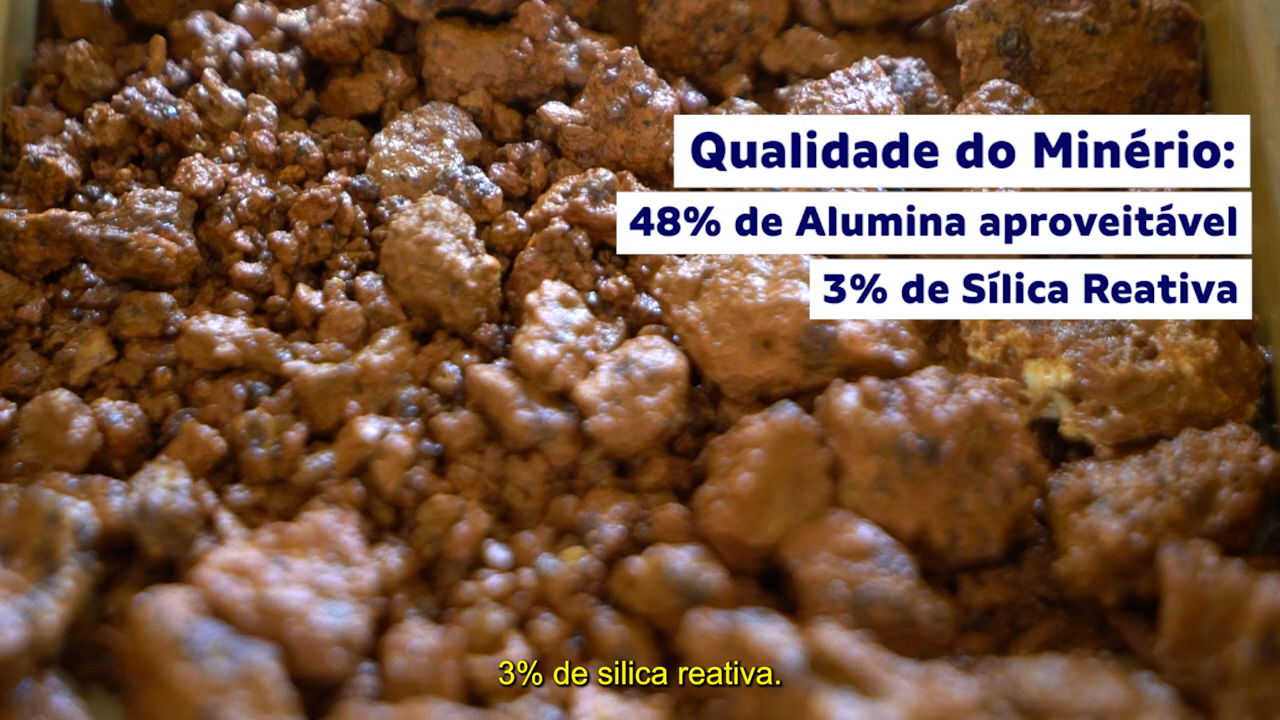 Qualidade do Minério:
48% de Alumina aproveitável
3% de Sílica Reativa
3% de silica reativa.